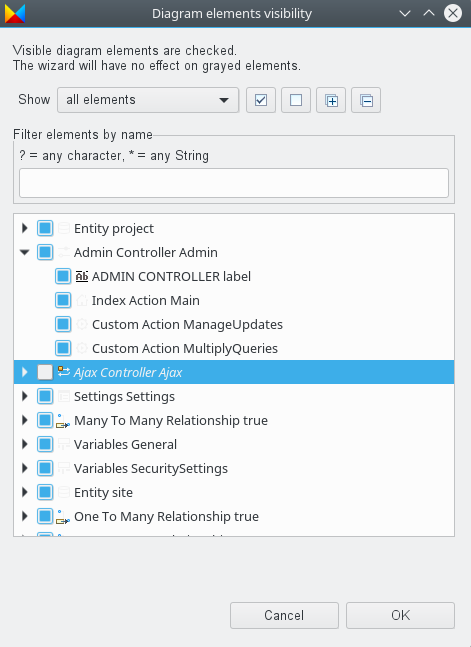 Diagram elements visibility
Visible diagram elements are checked.
The wizard will have no effect on grayed elements.
Show all elements
Filter elements by name
? = any character, * = any String
Entity project
Admin Controller Admin
Ab ADMIN CONTROLLER label
Index Action Main
Custom Action ManageUpdates
Custom Action MultiplyQueries
Ajax Controller Ajax
Settings Settings
Many To Many Relationship true
Variables General
Variables SecuritySettings
Entity site
One To Many Relationship true
Cancel OK